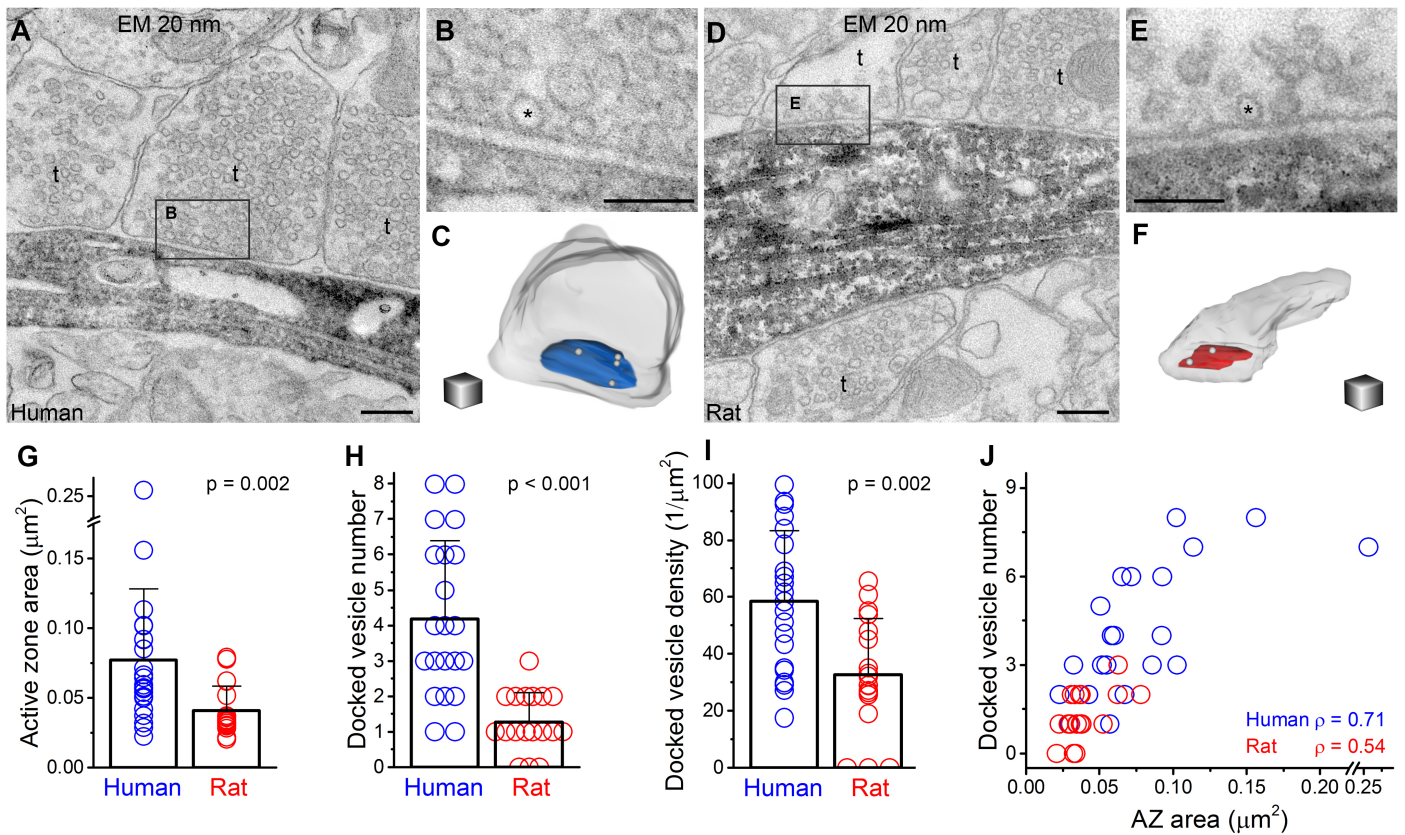 A
EM 20 nm
t
t
t
B
Human
B
*
C
D
EM 20 nm
t
t
t
E
t
Rat
E
*
F
G
p = 0.002
Active zone area (μm²)
0.25
0.15
0.10
0.05
0.00
Human
Rat
H
p < 0.001
Docked vesicle number
8
7
6
5
4
3
2
1
0
Human
Rat
I
p = 0.002
Docked vesicle density (1/μm²)
100
80
60
40
20
0
Human
Rat
J
Docked vesicle number
9
6
3
0
Human ρ = 0.71
Rat ρ = 0.54
0.00 0.05 0.10 0.15 0.20 0.25
AZ area (μm²)